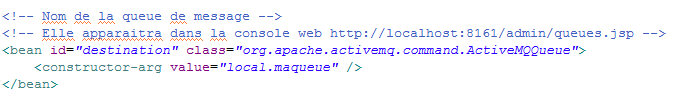 <!-- Nom de la queue de message -->
<!-- Elle apparaitra dans la console web http://localhost:8161/admin/queues.jsp -->
<bean id="destination" class="org.apache.activemq.command.ActiveMQQueue">
    <constructor-arg value="local.maqueue" />
</bean>